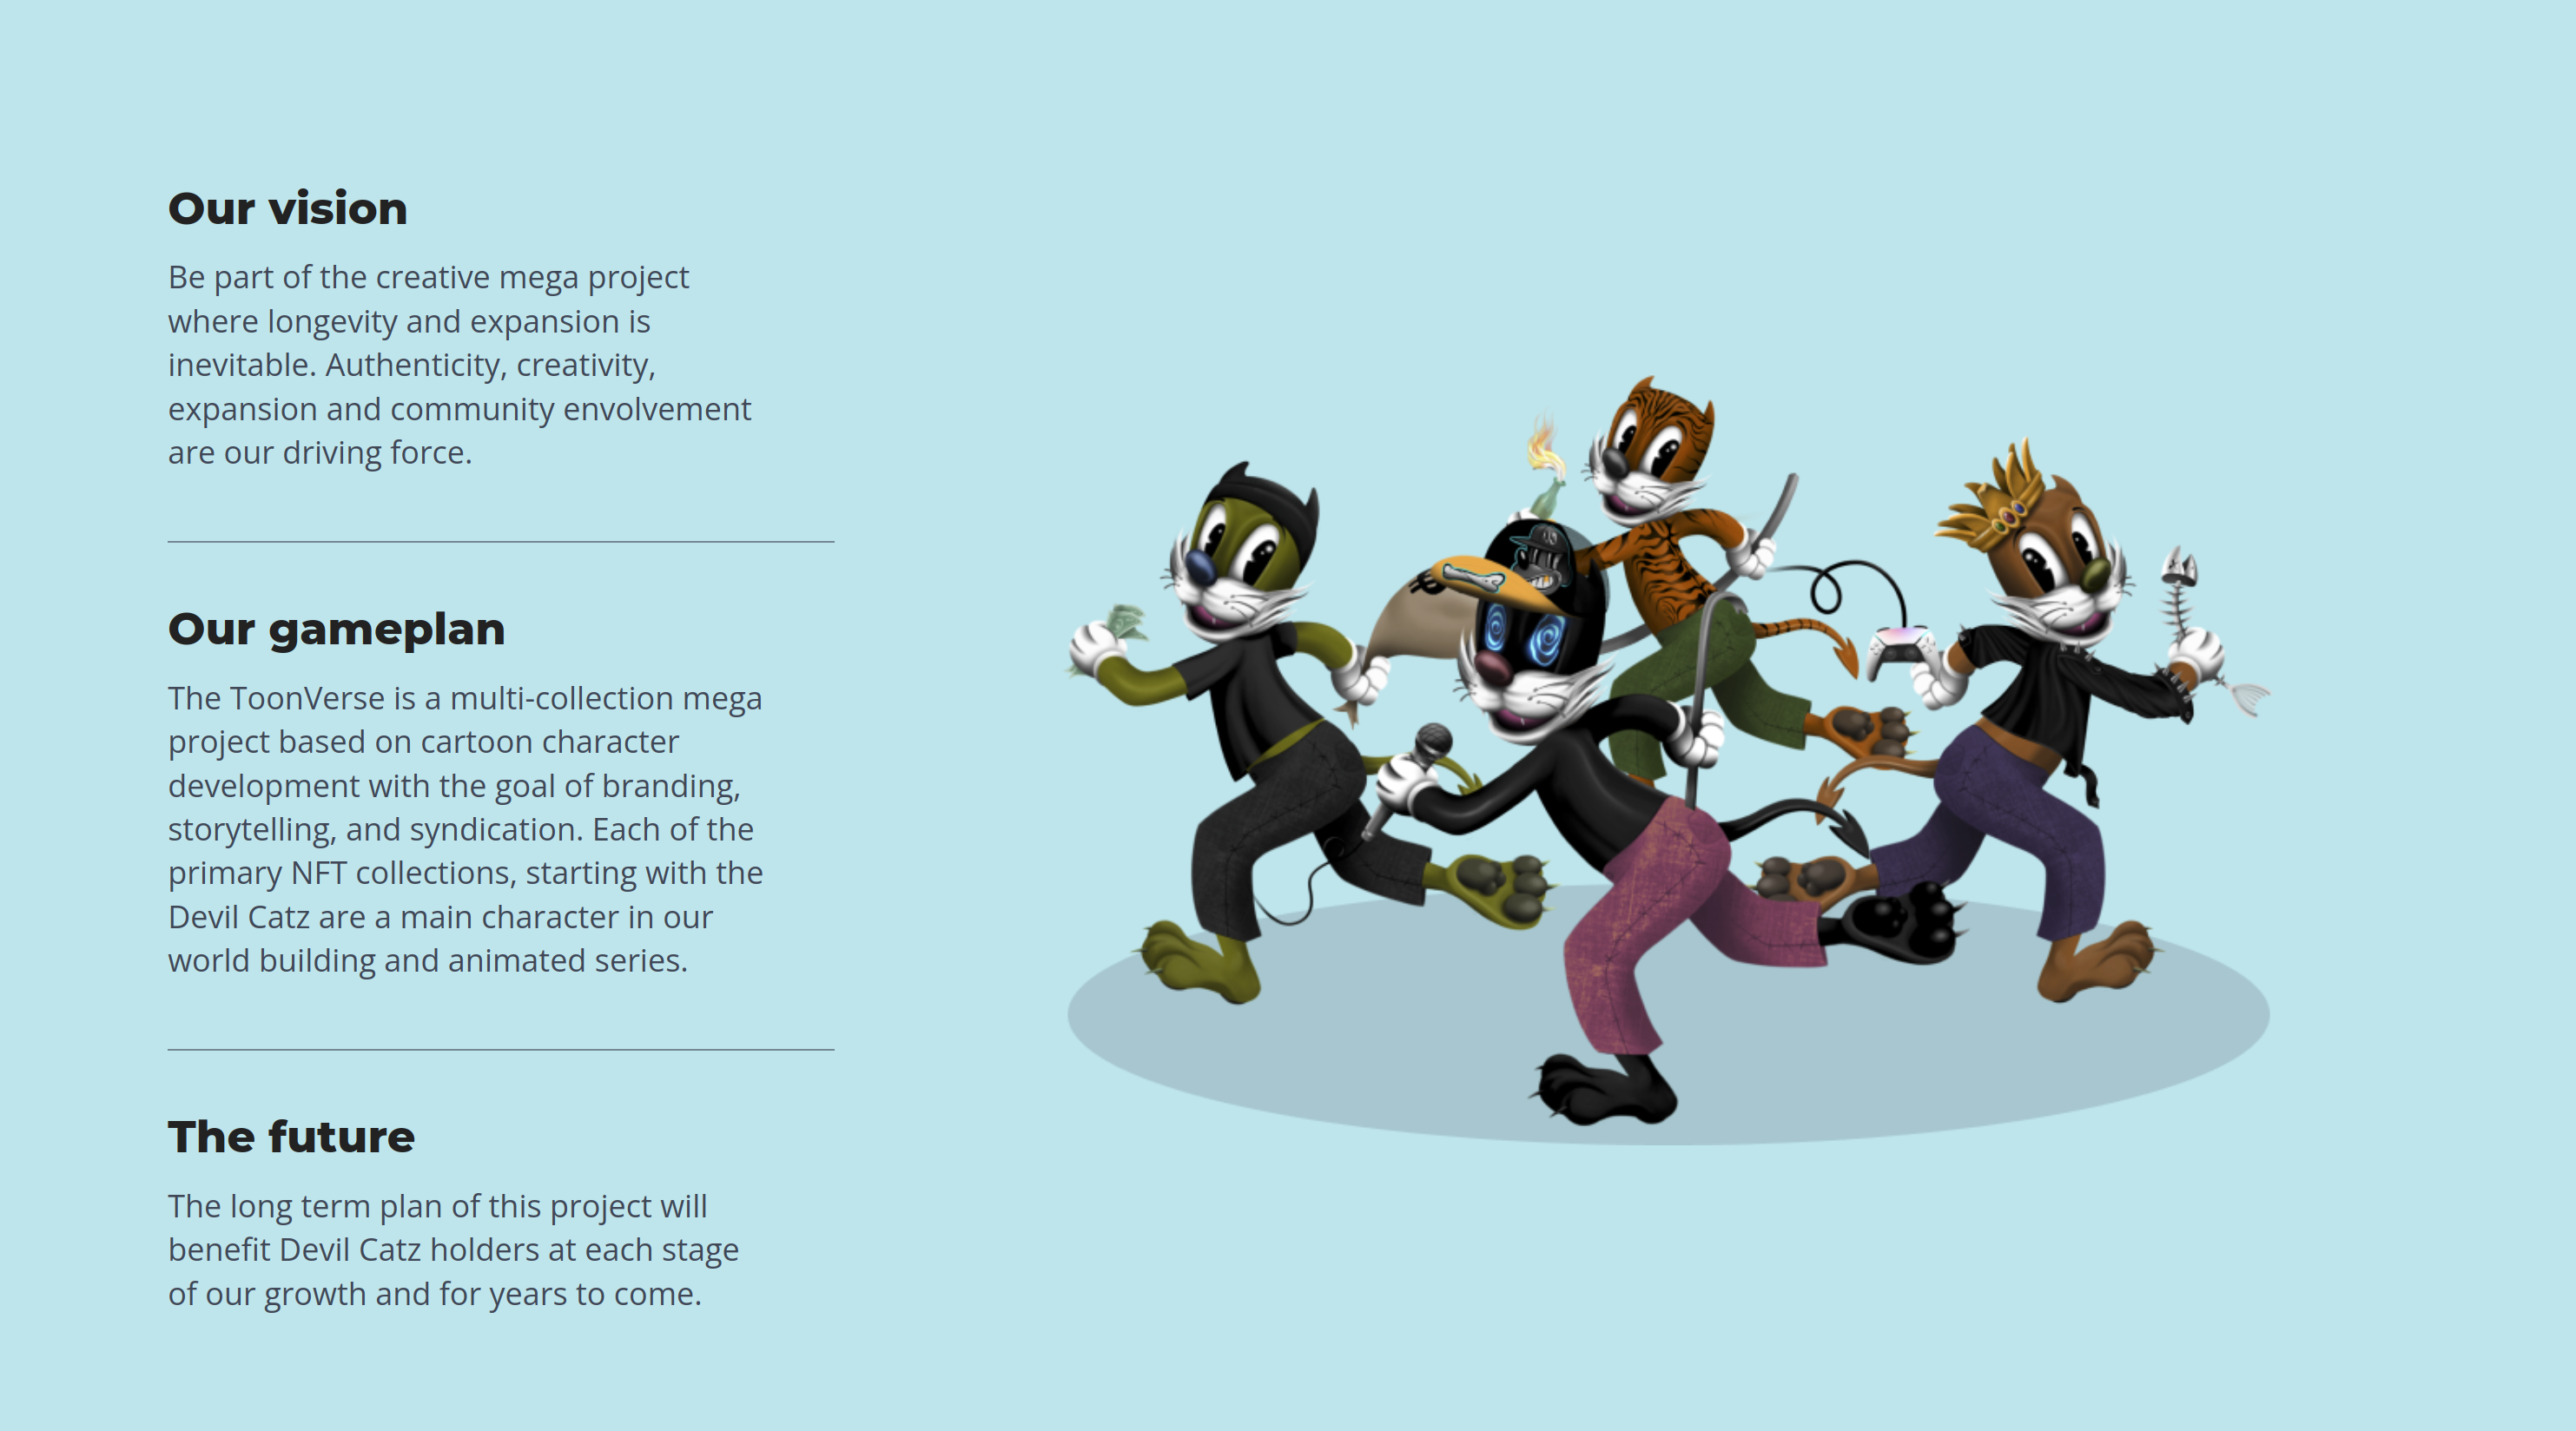 Our vision
Be part of the creative mega project
where longevity and expansion is
inevitable. Authenticity, creativity,
expansion and community envolvement
are our driving force.
Our gameplan
The ToonVerse is a multi-collection mega
project based on cartoon character
development with the goal of branding,
storytelling, and syndication. Each of the
primary NFT collections, starting with the
Devil Catz are a main character in our
world building and animated series.
The future
The long term plan of this project will
benefit Devil Catz holders at each stage
of our growth and for years to come.